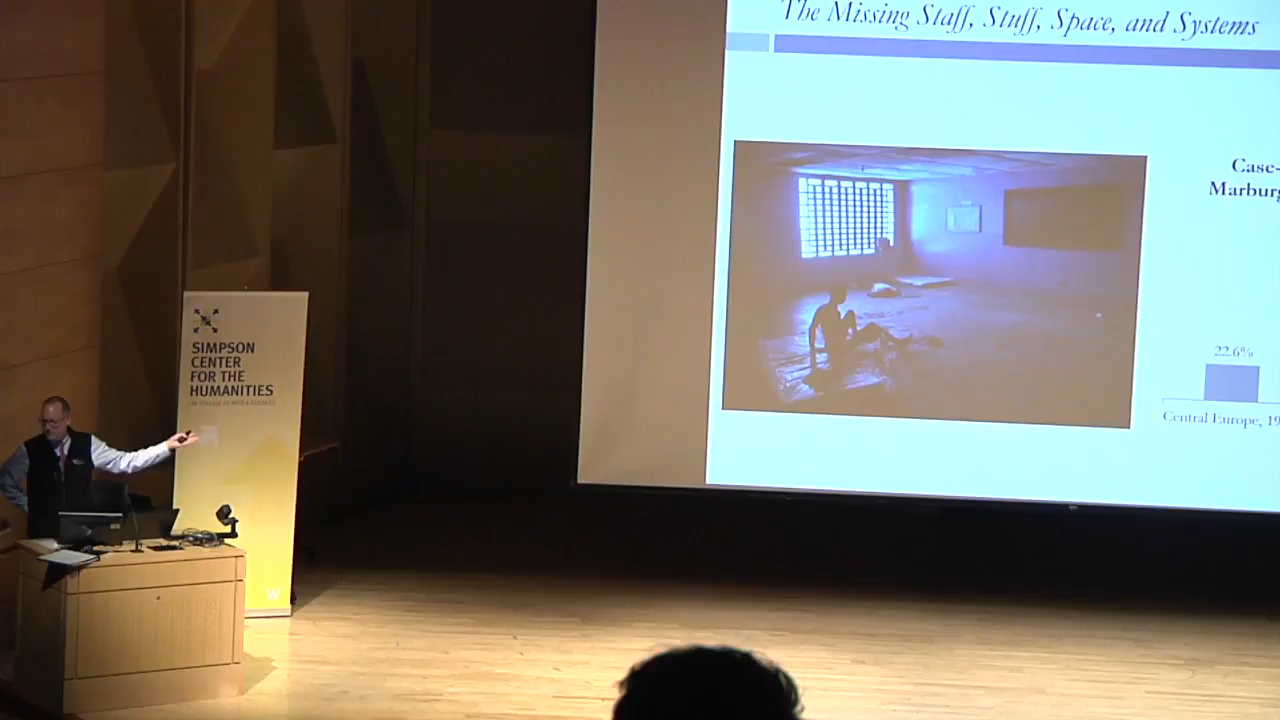 The Missing Staff, Stuff, Space, and Systems
Case-
Marburg
22.6%
Central Europe, 19
SIMPSON
CENTER
FOR THE
HUMANITIES
W